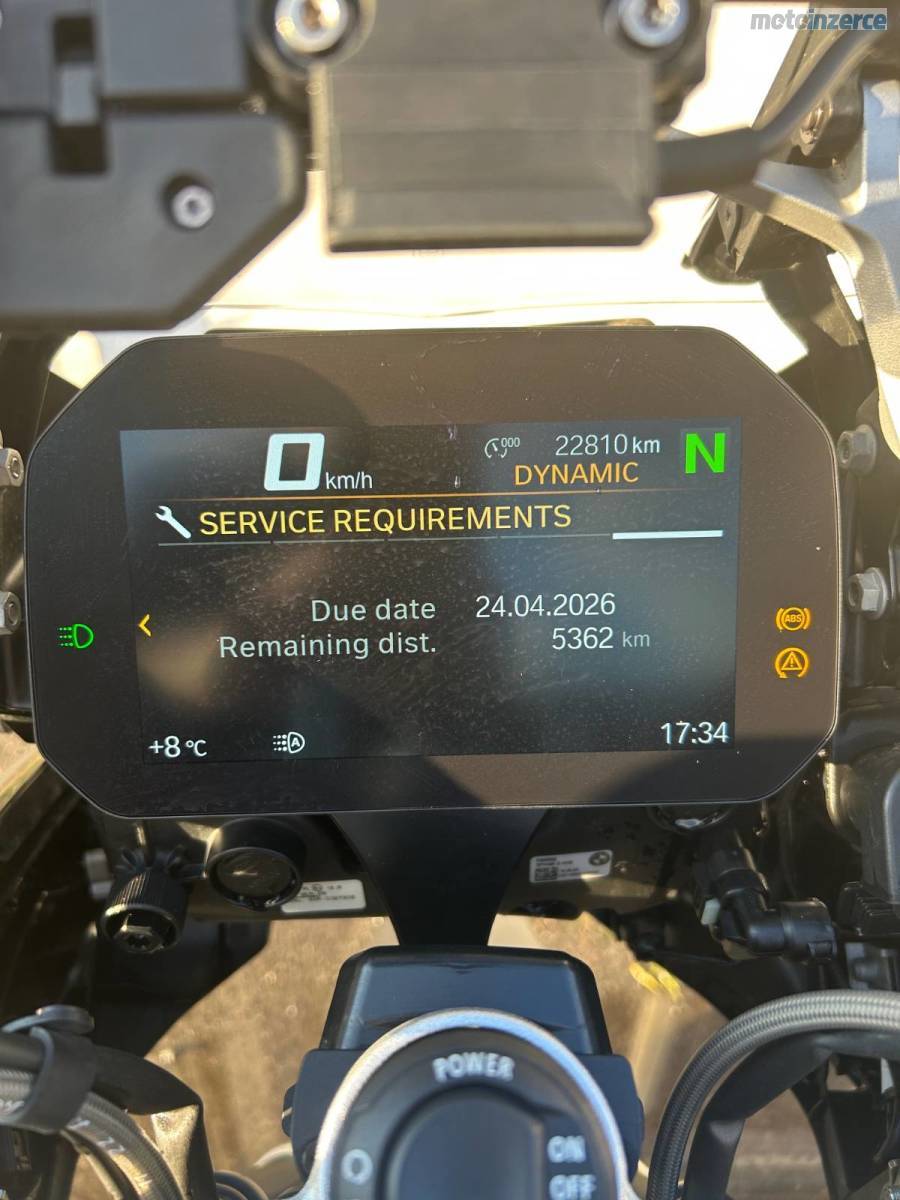 motoinzerce
0 km/h
000 22810 km N
DYNAMIC
SERVICE REQUIREMENTS
Due date 24.04.2026
Remaining dist. 5362 km
ABS
+8 °C A 17:34
POWER
ON
OFF